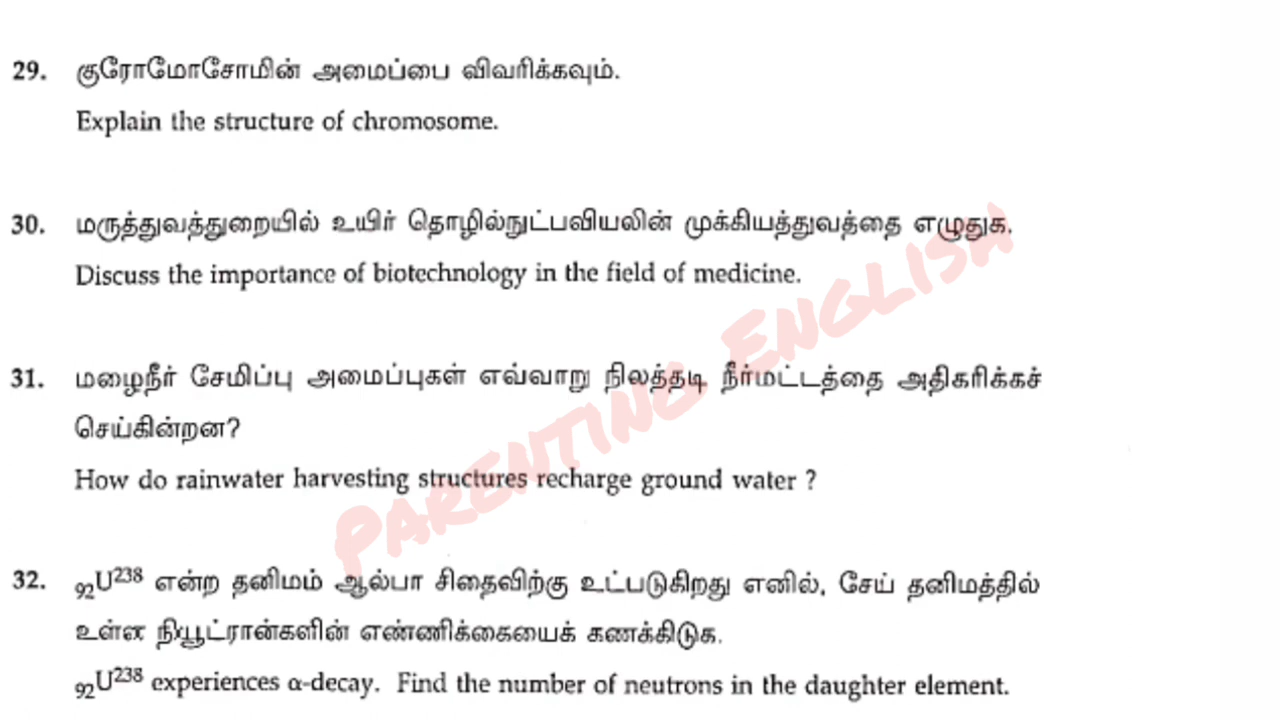 29. குரோமோசோமின் அமைப்பை விவரிக்கவும்.
Explain the structure of chromosome.
30. மருத்துவத்துறையில் உயிர் தொழில்நுட்பவியலின் முக்கியத்துவத்தை எழுதுக.
Discuss the importance of biotechnology in the field of medicine.
31. மழைநீர் சேமிப்பு அமைப்புகள் எவ்வாறு நிலத்தடி நீர்மட்டத்தை அதிகரிக்கச்
செய்கின்றன?
How do rainwater harvesting structures recharge ground water ?
32. ₉₂U²³⁸ என்ற தனிமம் ஆல்பா சிதைவிற்கு உட்படுகிறது எனில், சேய் தனிமத்தில்
உள்ள நியூட்ரான்களின் எண்ணிக்கையைக் கணக்கிடுக.
₉₂U²³⁸ experiences α-decay. Find the number of neutrons in the daughter element.
PARENTING ENGLISH